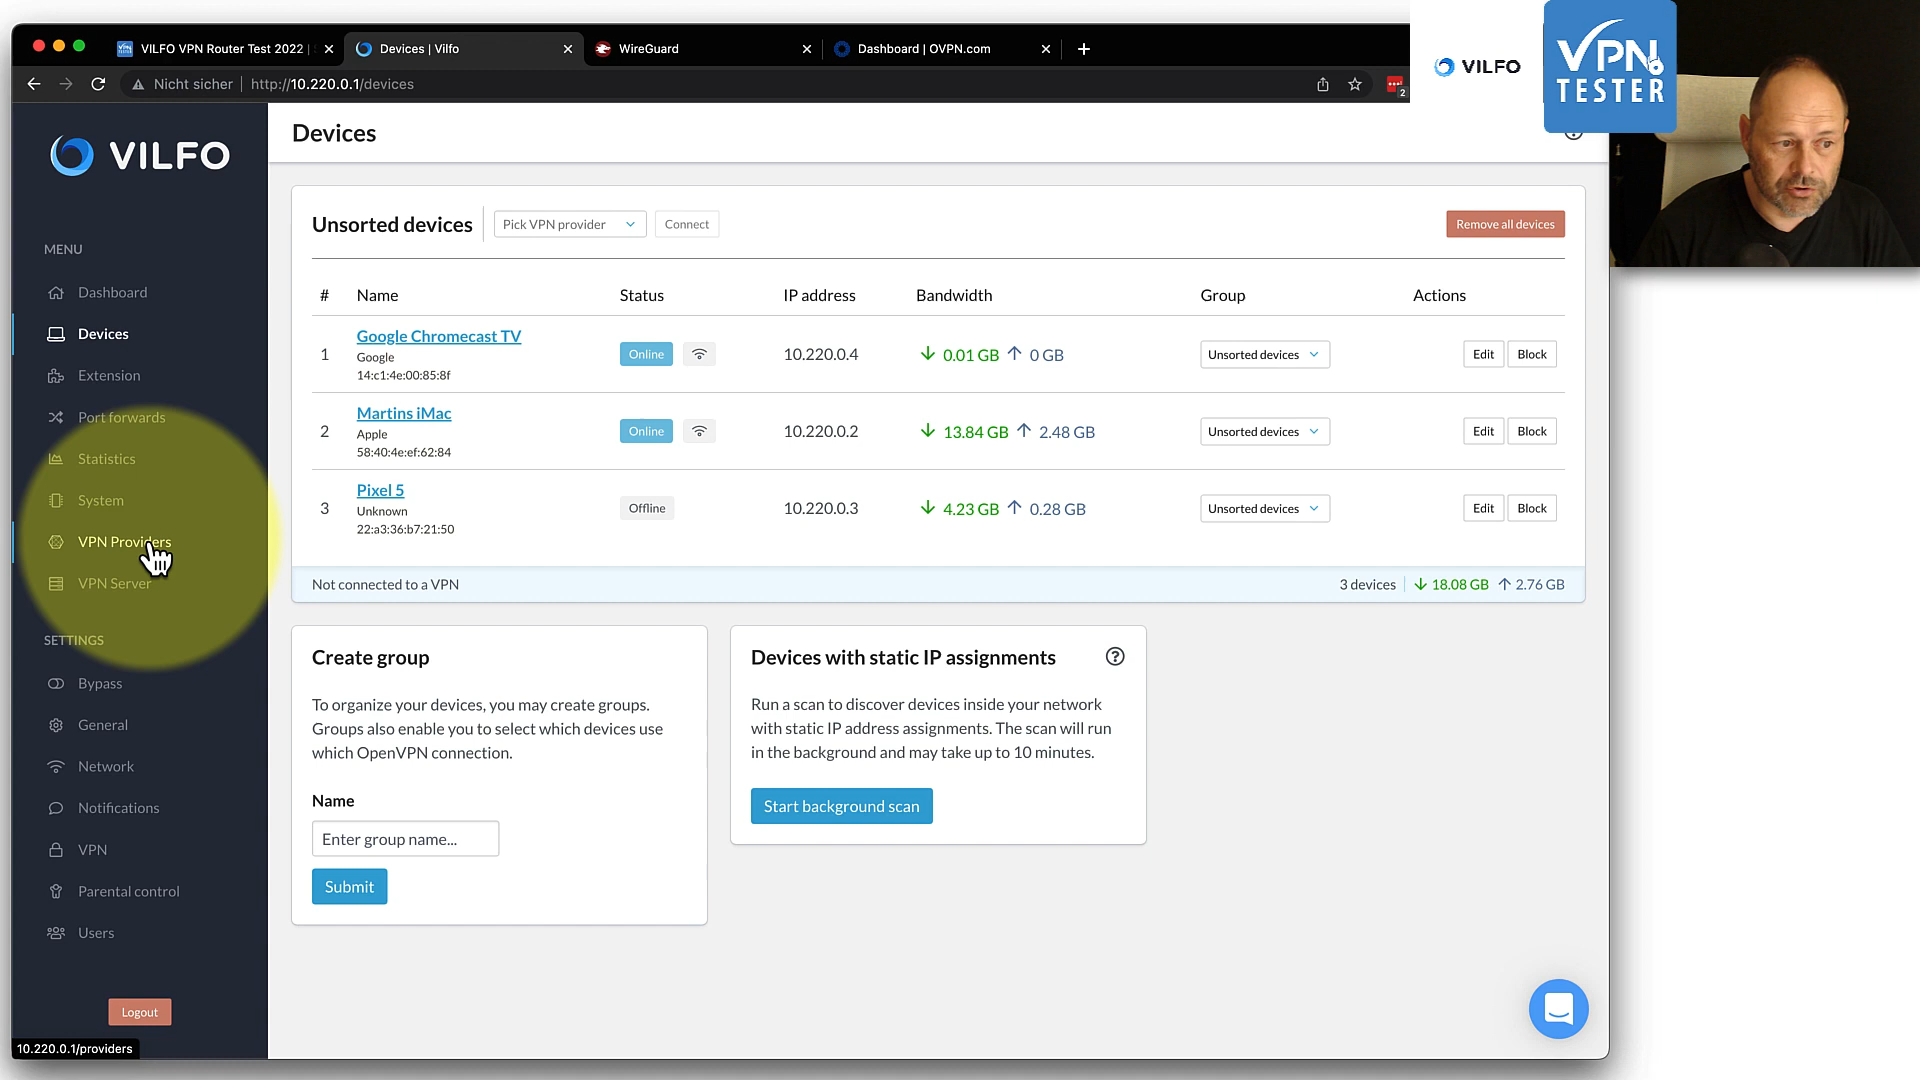 VILFO VPN Router Test 2022 |
Devices | Vilfo
WireGuard
Dashboard | OVPN.com
Nicht sicher
http://10.220.0.1/devices
2
VILFO
VPN
TESTER
VILFO
MENU
Dashboard
Devices
Extension
Port forwards
Statistics
System
VPN Providers
VPN Server
SETTINGS
Bypass
General
Network
Notifications
VPN
Parental control
Users
Logout
10.220.0.1/providers
Devices
Unsorted devices
Pick VPN provider
Connect
Remove all devices
# Name Status IP address Bandwidth Group Actions
1 Google Chromecast TV Online 10.220.0.4 0.01 GB 0 GB Unsorted devices Edit Block
Google
14:c1:4e:00:85:8f
2 Martins iMac Online 10.220.0.2 13.84 GB 2.48 GB Unsorted devices Edit Block
Apple
58:40:4e:ef:62:84
3 Pixel 5 Offline 10.220.0.3 4.23 GB 0.28 GB Unsorted devices Edit Block
Unknown
22:a3:36:b7:21:50
Not connected to a VPN
3 devices 18.08 GB 2.76 GB
Create group
To organize your devices, you may create groups.
Groups also enable you to select which devices use
which OpenVPN connection.
Name
Enter group name...
Submit
Devices with static IP assignments
Run a scan to discover devices inside your network
with static IP address assignments. The scan will run
in the background and may take up to 10 minutes.
Start background scan